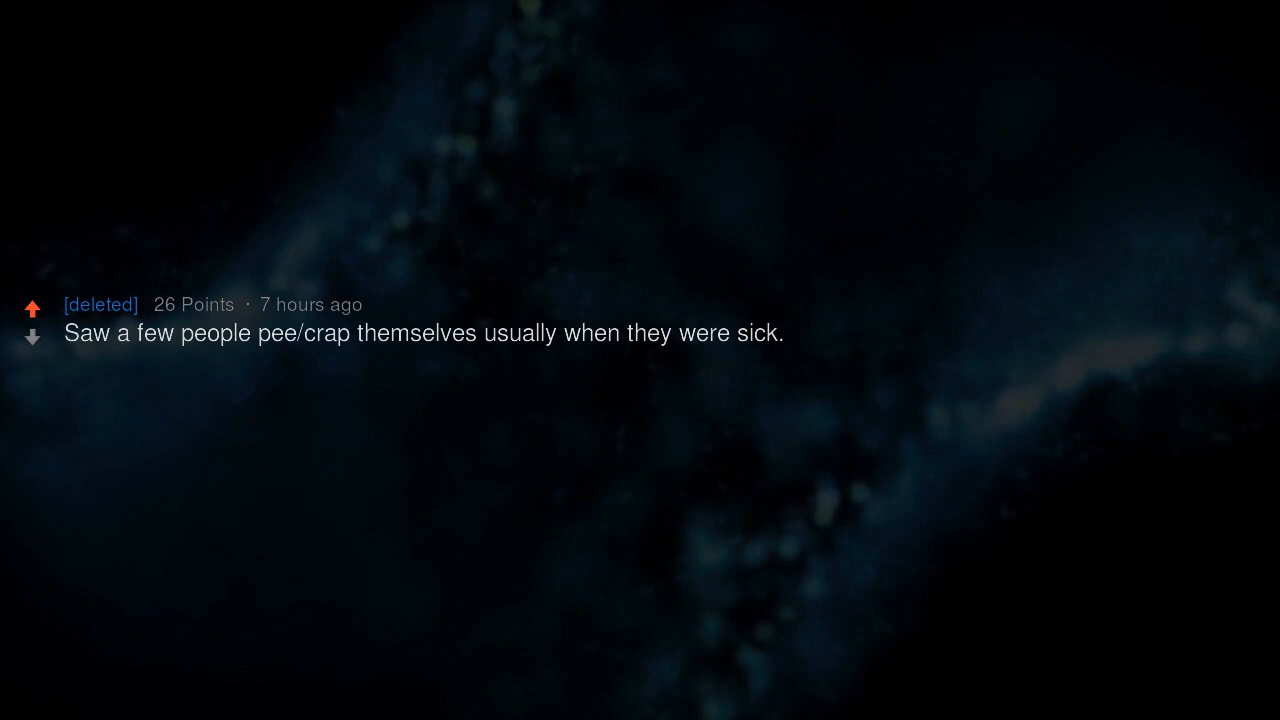 [deleted] 26 Points · 7 hours ago
Saw a few people pee/crap themselves usually when they were sick.